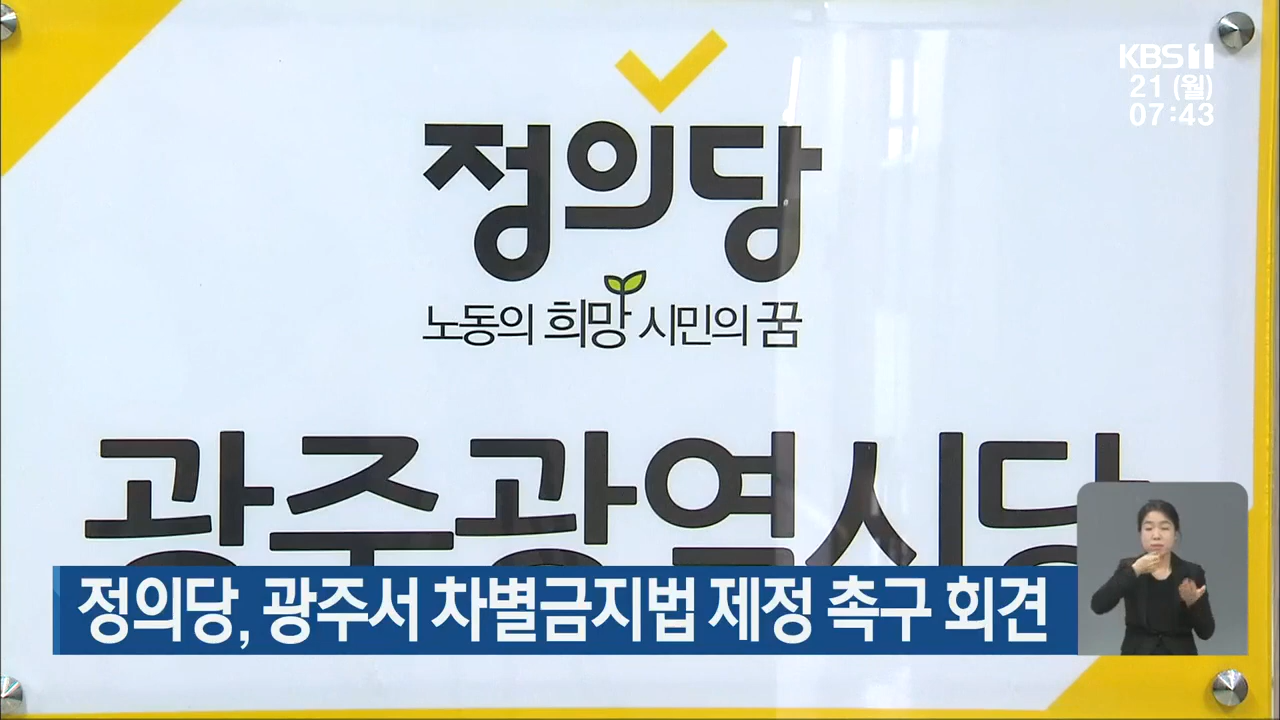 KBS 1
21 (월)
07:43
정의당
노동의 희망 시민의 꿈
광주광역시당
정의당, 광주서 차별금지법 제정 촉구 회견